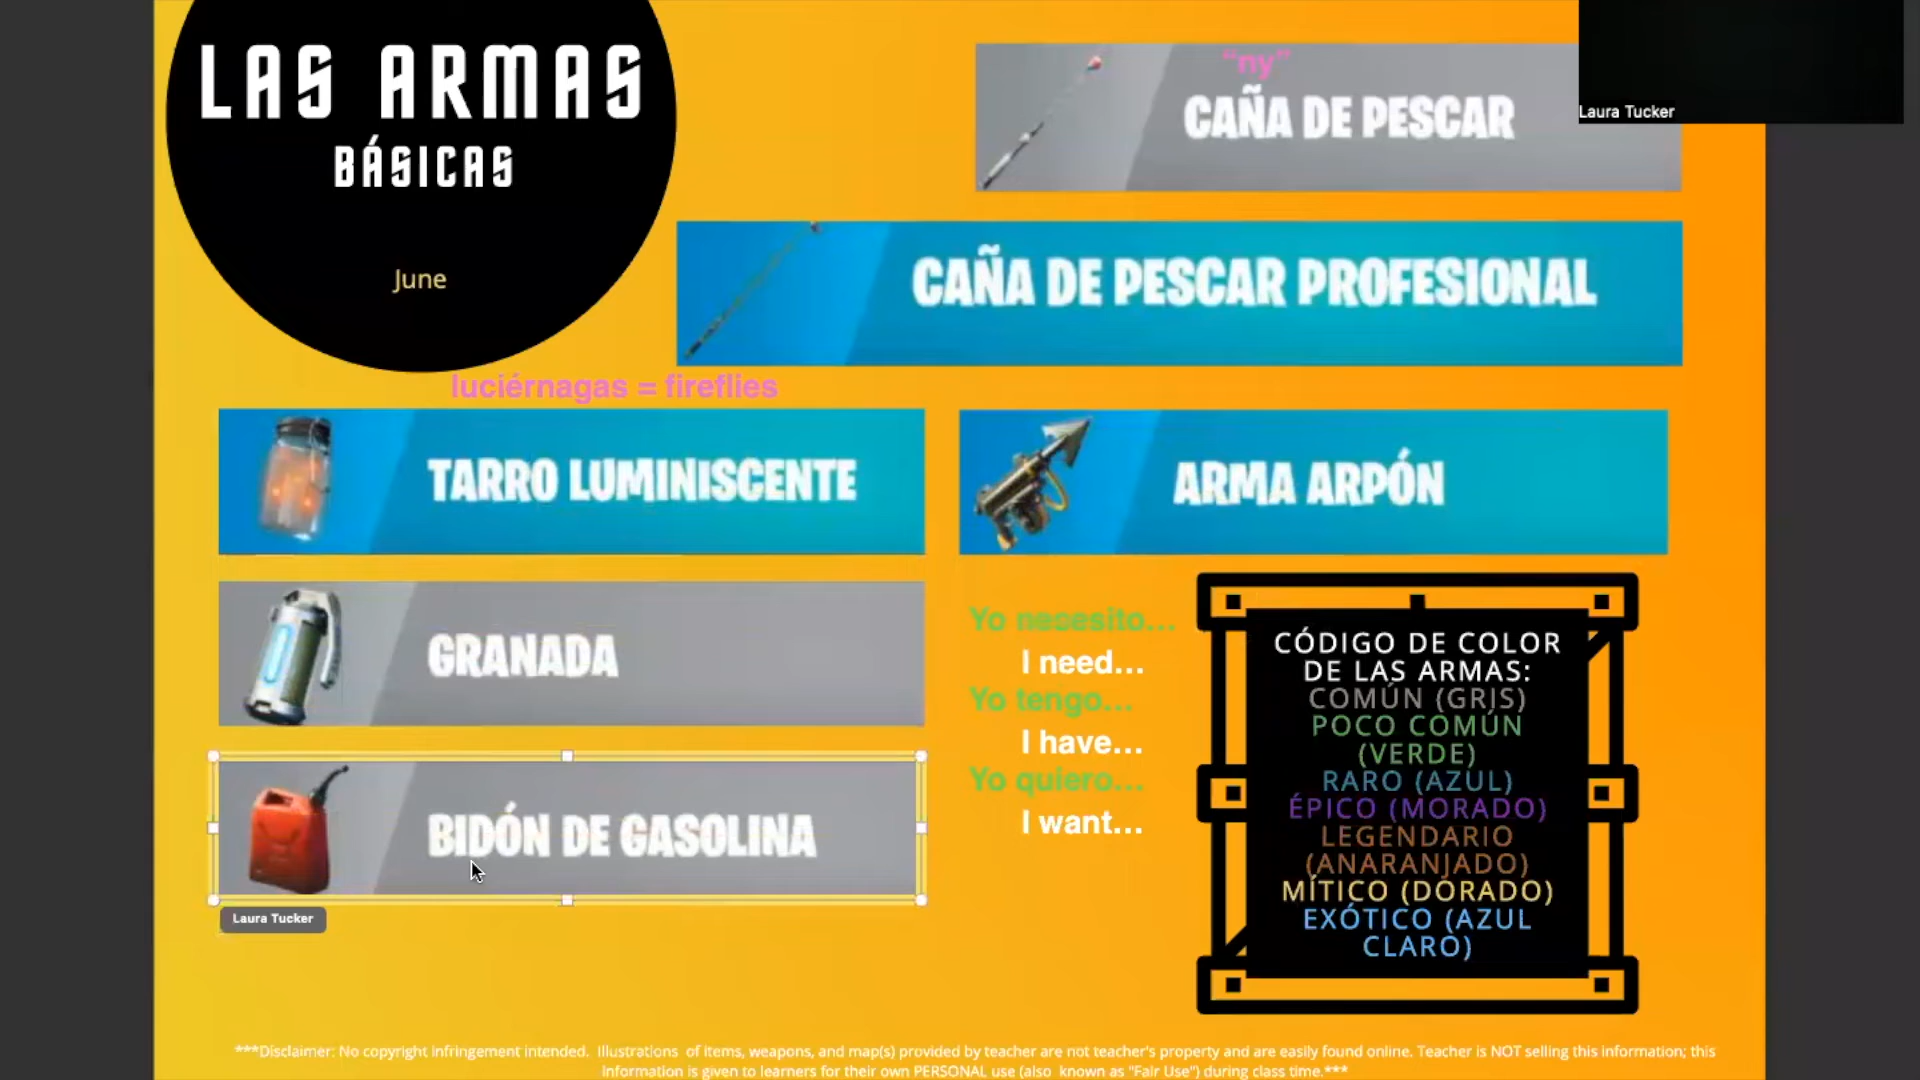 LAS ARMAS
BÁSICAS
June
"ny"
CAÑA DE PESCAR
Laura Tucker
CAÑA DE PESCAR PROFESIONAL
luciérnagas = fireflies
TARRO LUMINISCENTE
ARMA ARPÓN
GRANADA
BIDÓN DE GASOLINA
Laura Tucker
Yo necesito...
I need...
Yo tengo...
I have...
Yo quiero...
I want...
CÓDIGO DE COLOR
DE LAS ARMAS:
COMÚN (GRIS)
POCO COMÚN
(VERDE)
RARO (AZUL)
ÉPICO (MORADO)
LEGENDARIO
(ANARANJADO)
MÍTICO (DORADO)
EXÓTICO (AZUL
CLARO)
***Disclaimer: No copyright infringement intended. Illustrations of items, weapons, and map(s) provided by teacher are not teacher's property and are easily found online. Teacher is NOT selling this information; this
information is given to learners for their own PERSONAL use (also known as "Fair Use") during class time.***